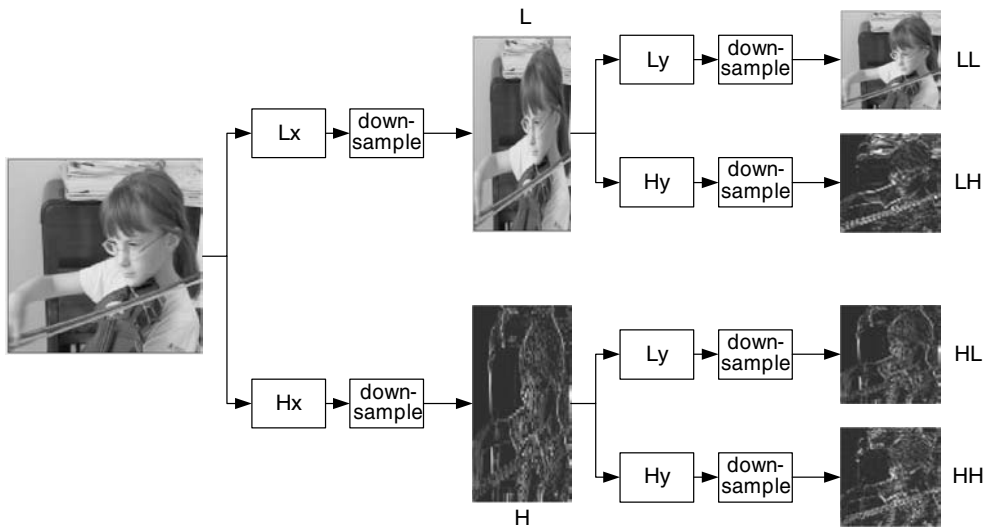 L
Ly
down-
sample
LL
Lx
down-
sample
Hy
down-
sample
LH
Hx
down-
sample
H
Ly
down-
sample
HL
Hy
down-
sample
HH